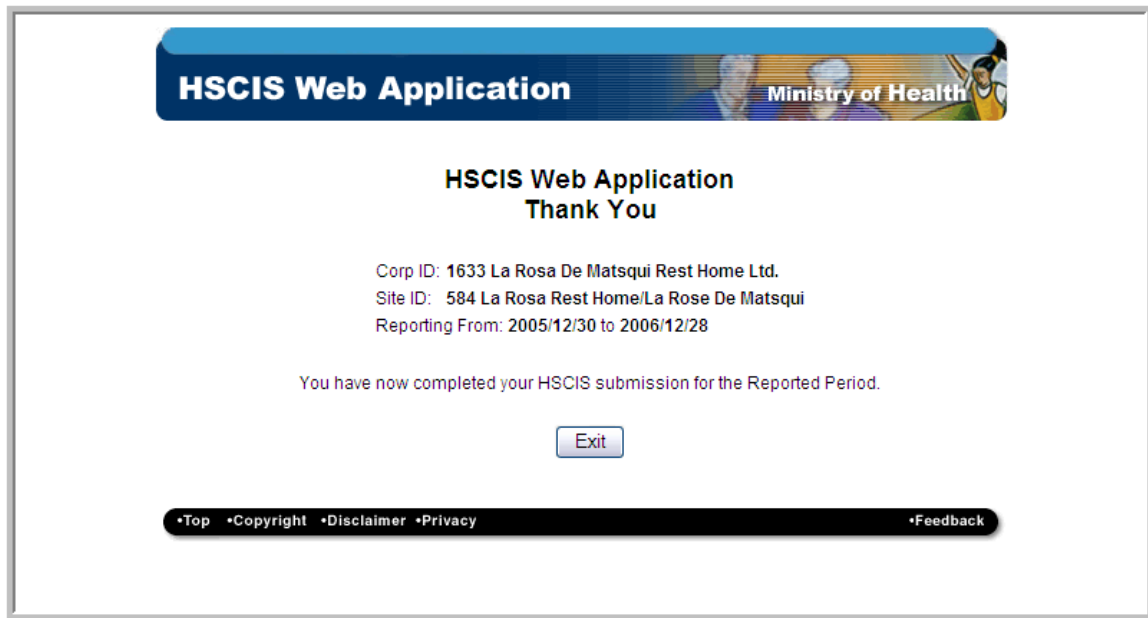 HSCIS Web Application
Ministry of Health
HSCIS Web Application
Thank You
Corp ID: 1633 La Rosa De Matsqui Rest Home Ltd.
Site ID: 584 La Rosa Rest Home/La Rose De Matsqui
Reporting From: 2005/12/30 to 2006/12/28
You have now completed your HSCIS submission for the Reported Period.
Exit
•Top •Copyright •Disclaimer •Privacy •Feedback